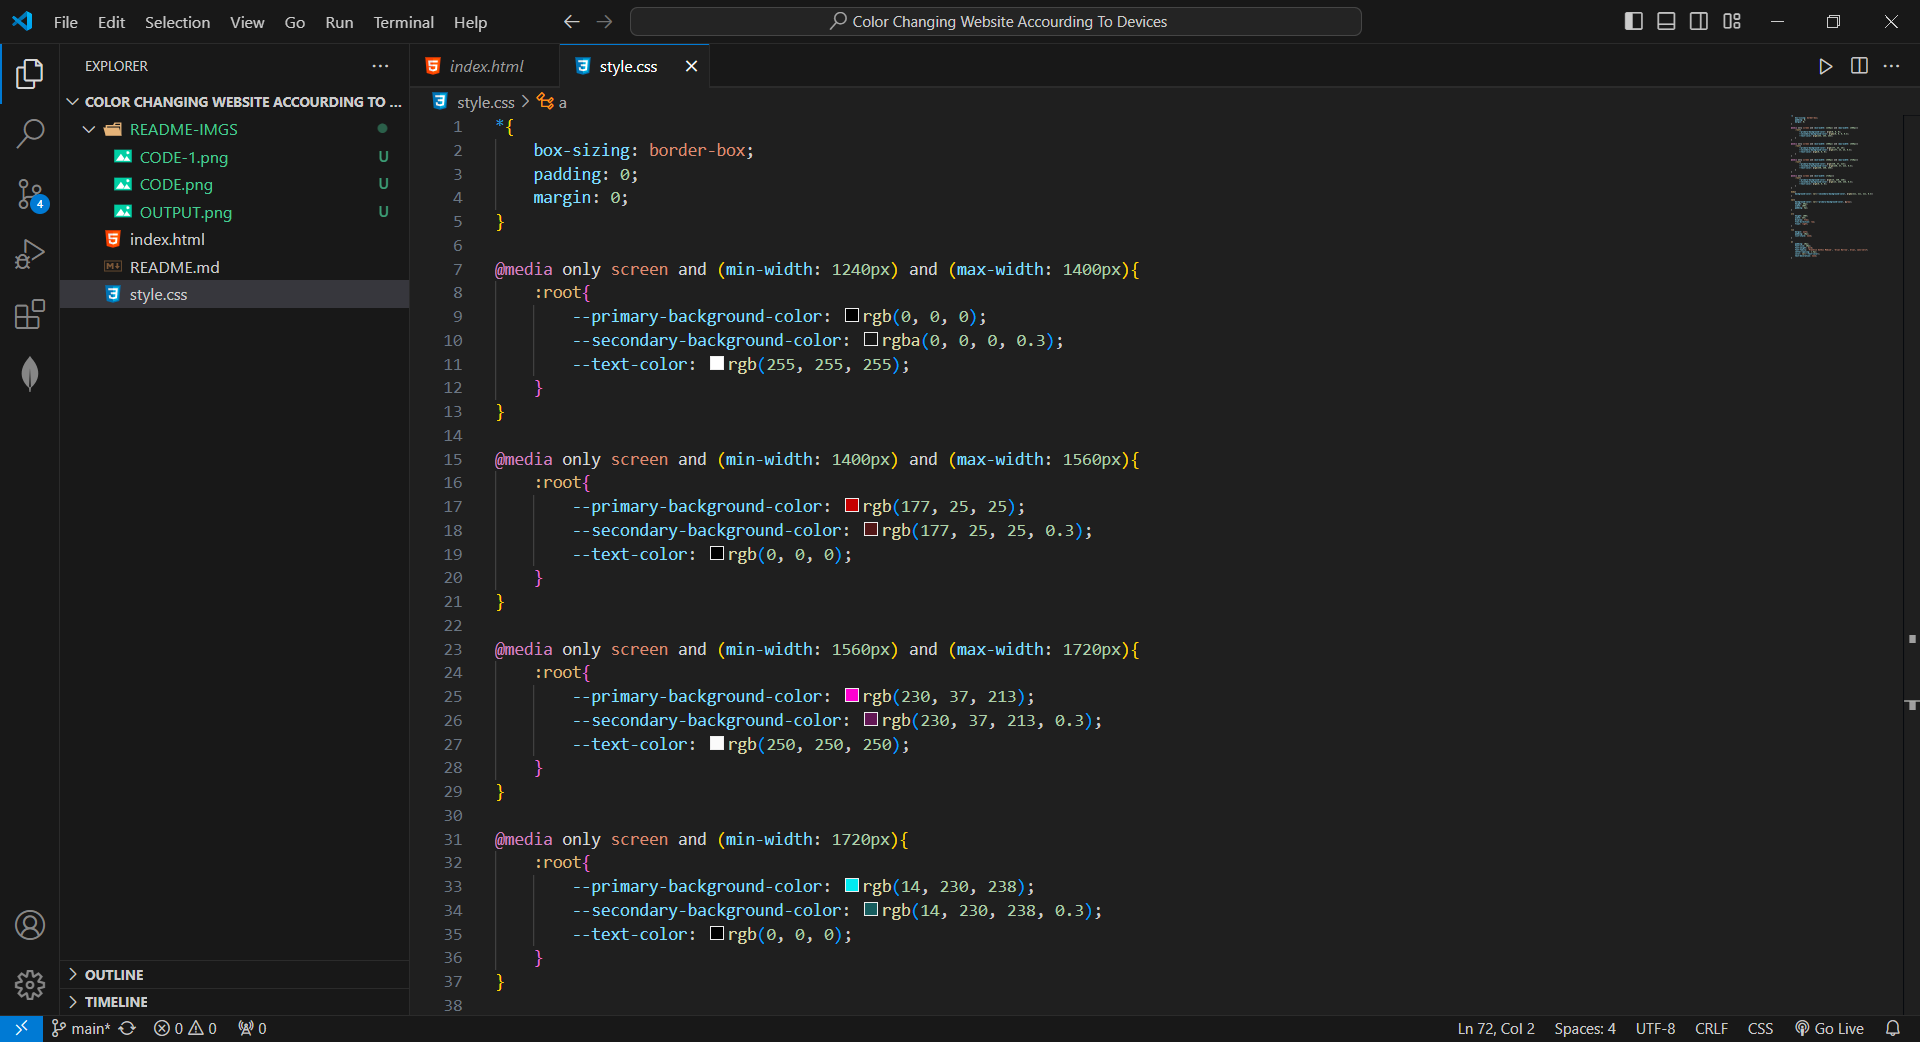 File Edit Selection View Go Run Terminal Help
Color Changing Website Accourding To Devices
EXPLORER
COLOR CHANGING WEBSITE ACCOURDING TO ...
README-IMGS
CODE-1.png U
CODE.png U
OUTPUT.png U
index.html
README.md
style.css
4
OUTLINE
TIMELINE
index.html style.css
style.css > a
1 *{
2 box-sizing: border-box;
3 padding: 0;
4 margin: 0;
5 }
6
7 @media only screen and (min-width: 1240px) and (max-width: 1400px){
8 :root{
9 --primary-background-color: rgb(0, 0, 0);
10 --secondary-background-color: rgba(0, 0, 0, 0.3);
11 --text-color: rgb(255, 255, 255);
12 }
13 }
14
15 @media only screen and (min-width: 1400px) and (max-width: 1560px){
16 :root{
17 --primary-background-color: rgb(177, 25, 25);
18 --secondary-background-color: rgb(177, 25, 25, 0.3);
19 --text-color: rgb(0, 0, 0);
20 }
21 }
22
23 @media only screen and (min-width: 1560px) and (max-width: 1720px){
24 :root{
25 --primary-background-color: rgb(230, 37, 213);
26 --secondary-background-color: rgb(230, 37, 213, 0.3);
27 --text-color: rgb(250, 250, 250);
28 }
29 }
30
31 @media only screen and (min-width: 1720px){
32 :root{
33 --primary-background-color: rgb(14, 230, 238);
34 --secondary-background-color: rgb(14, 230, 238, 0.3);
35 --text-color: rgb(0, 0, 0);
36 }
37 }
38
main* 0 0 0 Ln 72, Col 2 Spaces: 4 UTF-8 CRLF CSS Go Live